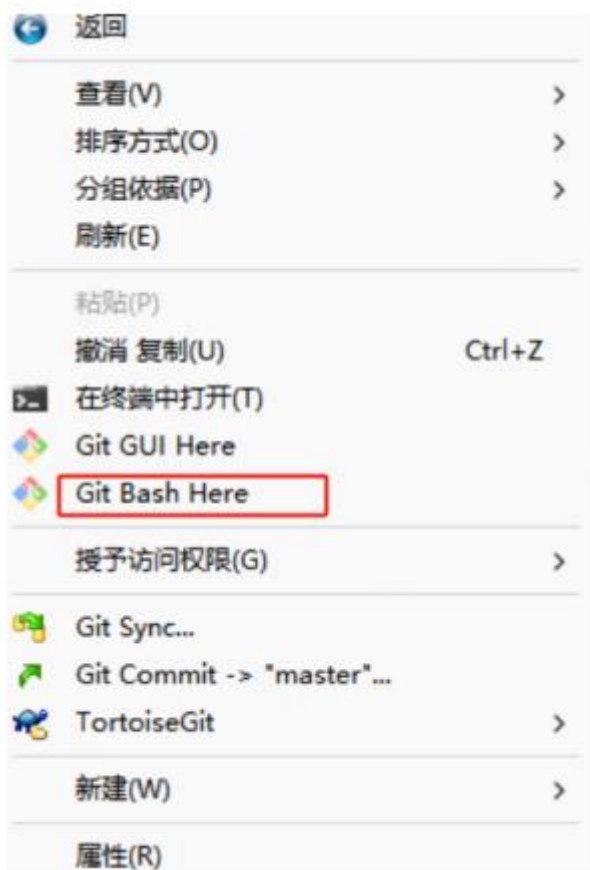 返回
查看(V)
排序方式(O)
分组依据(P)
刷新(E)
粘贴(P)
撤消 复制(U) Ctrl+Z
在终端中打开(T)
Git GUI Here
Git Bash Here
授予访问权限(G)
Git Sync...
Git Commit -> "master"...
TortoiseGit
新建(W)
属性(R)